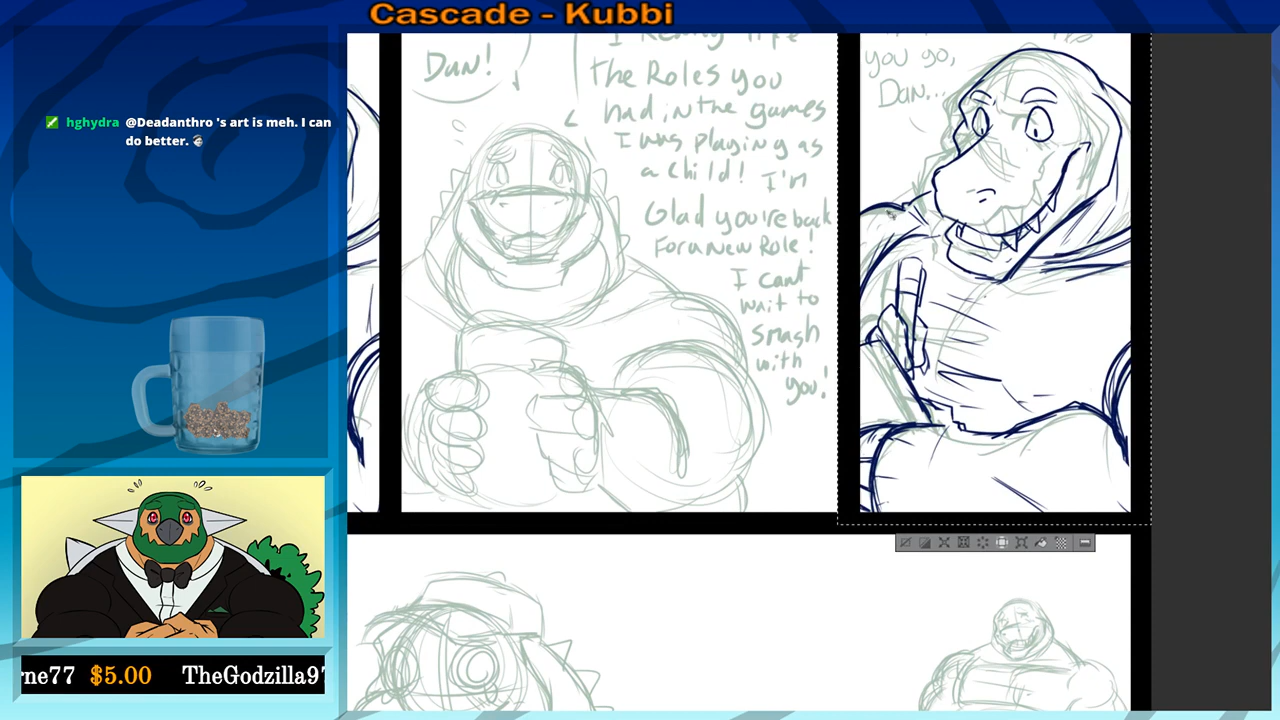 Cascade - Kubbi
hghydra @Deadanthro 's art is meh. I can
do better.
Dan!
I Really like
the Roles you
had in the games
I was playing as
a child! I'm
Glad you're back
For a new Role!
I cant
wait to
smash
with
you!
you go,
Dan...
ne77 $5.00 TheGodzilla9